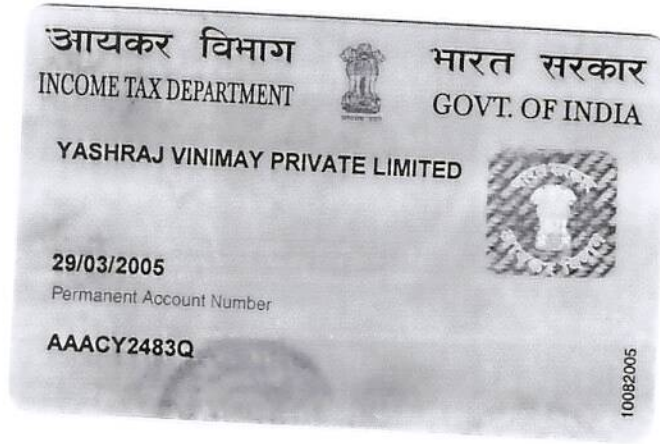 आयकर विभाग
INCOME TAX DEPARTMENT
भारत सरकार
GOVT. OF INDIA
YASHRAJ VINIMAY PRIVATE LIMITED
29/03/2005
Permanent Account Number
AAACY2483Q
10082005